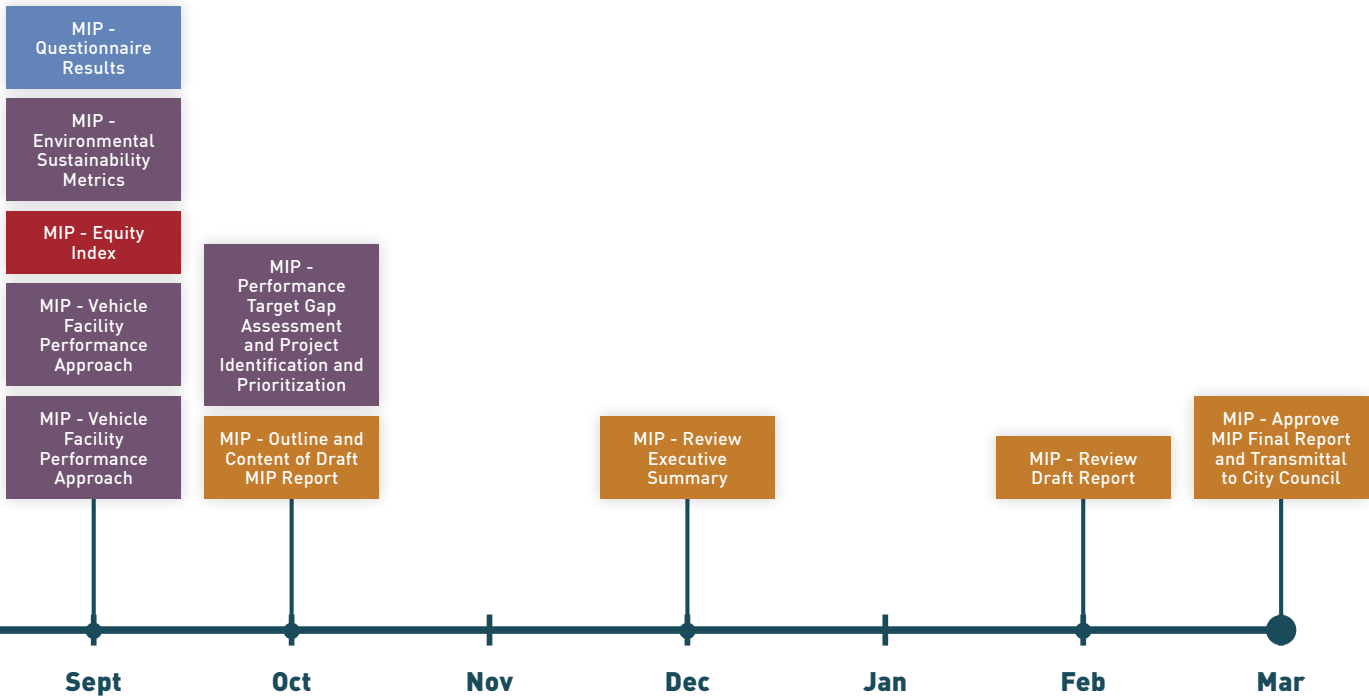 MIP -
Questionnaire
Results
MIP -
Environmental
Sustainability
Metrics
MIP - Equity
Index
MIP - Vehicle
Facility
Performance
Approach
MIP - Vehicle
Facility
Performance
Approach
MIP -
Performance
Target Gap
Assessment
and Project
Identification and
Prioritization
MIP - Outline and
Content of Draft
MIP Report
MIP - Review
Executive
Summary
MIP - Review
Draft Report
MIP - Approve
MIP Final Report
and Transmittal
to City Council
Sept
Oct
Nov
Dec
Jan
Feb
Mar